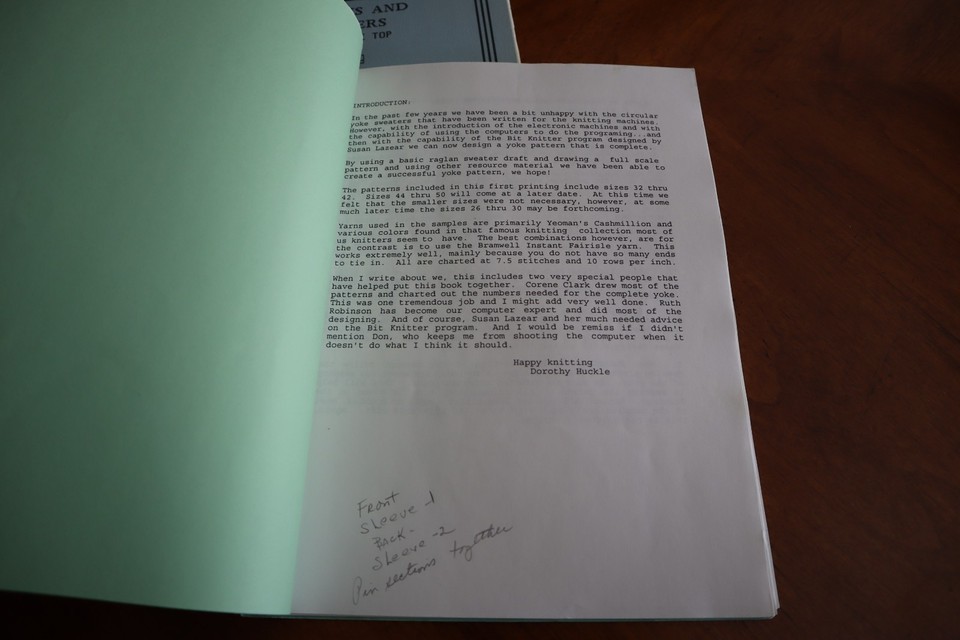 S AND
ERS
TOP
INTRODUCTION:
In the past few years we have been a bit unhappy with the circular
yoke sweaters that have been written for the knitting machines.
However, with the introduction of the electronic machines and with
the capability of using the computers to do the programing...and
then with the capability of the Bit Knitter program designed by
Susan Lazear we can now design a yoke pattern that is complete.
By using a basic raglan sweater draft and drawing a full scale
pattern and using other resource material we have been able to
create a successful yoke pattern, we hope!
The patterns included in this first printing include sizes 32 thru
42. Sizes 44 thru 50 will come at a later date. At this time we
felt that the smaller sizes were not necessary, however, at some
much later time the sizes 26 thru 30 may be forthcoming.
Yarns used in the samples are primarily Yeoman's Cashmillion and
various colors found in that famous knitting collection most of
us knitters seem to have. The best combinations however, are for
the contrast is to use the Bramwell Instant Fairisle yarn. This
works extremely well, mainly because you do not have so many ends
to tie in. All are charted at 7.5 stitches and 10 rows per inch.
When I write about we, this includes two very special people that
have helped put this book together. Corene Clark drew most of the
patterns and charted out the numbers needed for the complete yoke.
This was one tremendous job and I might add very well done. Ruth
Robinson has become our computer expert and did most of the
designing. And of course, Susan Lazear and her much needed advice
on the Bit Knitter program. And I would be remiss if I didn't
mention Don, who keeps me from shooting the computer when it
doesn't do what I think it should.
Happy knitting
Dorothy Huckle
Front
Sleeve -1
Back-
Sleeve -2
Pin sections together